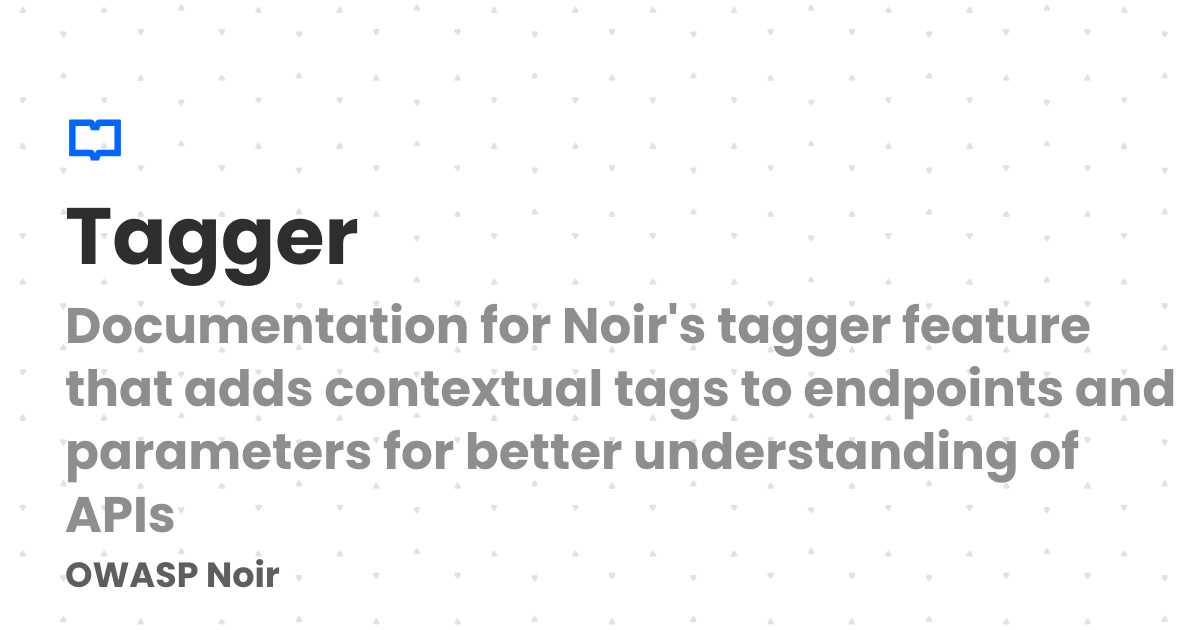 Tagger
Documentation for Noir's tagger feature
that adds contextual tags to endpoints and
parameters for better understanding of
APIs
OWASP Noir